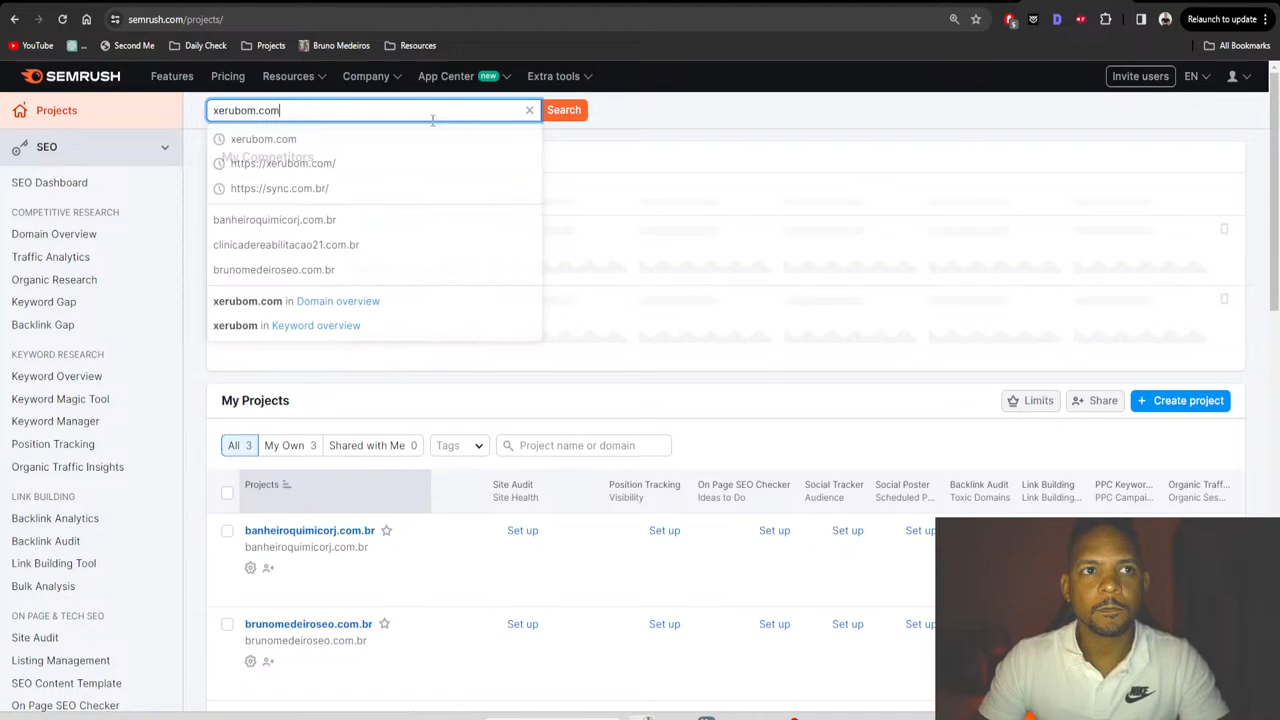 semrush.com/projects/
Relaunch to update
YouTube
Second Me
Daily Check
Projects
Bruno Medeiros
Resources
All Bookmarks
SEMRUSH
Features
Pricing
Resources
Company
App Center new
Extra tools
Invite users
EN
Projects
xerubom.com
Search
SEO
xerubom.com
My Competitors
https://xerubom.com/
SEO Dashboard
https://sync.com.br/
COMPETITIVE RESEARCH
banheiroquimicorj.com.br
Domain Overview
clinicadereabilitacao21.com.br
Traffic Analytics
brunomedeiroseo.com.br
Organic Research
Keyword Gap
xerubom.com in Domain overview
Backlink Gap
xerubom in Keyword overview
KEYWORD RESEARCH
Keyword Overview
Keyword Magic Tool
Keyword Manager
Position Tracking
Organic Traffic Insights
My Projects
Limits
Share
+ Create project
All 3
My Own 3
Shared with Me 0
Tags
Project name or domain
LINK BUILDING
Backlink Analytics
Backlink Audit
Link Building Tool
Bulk Analysis
ON PAGE & TECH SEO
Site Audit
Listing Management
SEO Content Template
On Page SEO Checker
Projects
Site Audit
Site Health
Position Tracking
Visibility
On Page SEO Checker
Ideas to Do
Social Tracker
Audience
Social Poster
Scheduled P...
Backlink Audit
Toxic Domains
Link Building
Link Building...
PPC Keywor...
PPC Campai...
Organic Traf...
Organic Ses...
banheiroquimicorj.com.br
banheiroquimicorj.com.br
Set up
Set up
Set up
Set up
Set up
brunomedeiroseo.com.br
brunomedeiroseo.com.br
Set up
Set up
Set up
Set up
Set up